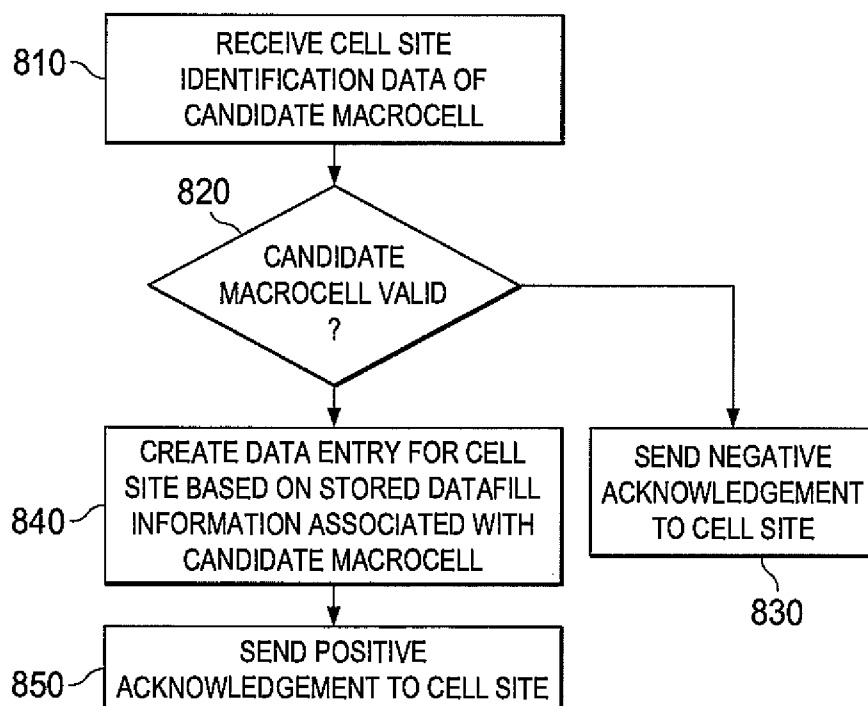 810
RECEIVE CELL SITE
IDENTIFICATION DATA OF
CANDIDATE MACROCELL
820
CANDIDATE
MACROCELL VALID
?
840
CREATE DATA ENTRY FOR CELL
SITE BASED ON STORED DATAFILL
INFORMATION ASSOCIATED WITH
CANDIDATE MACROCELL
SEND NEGATIVE
ACKNOWLEDGEMENT
TO CELL SITE
830
850
SEND POSITIVE
ACKNOWLEDGEMENT TO CELL SITE